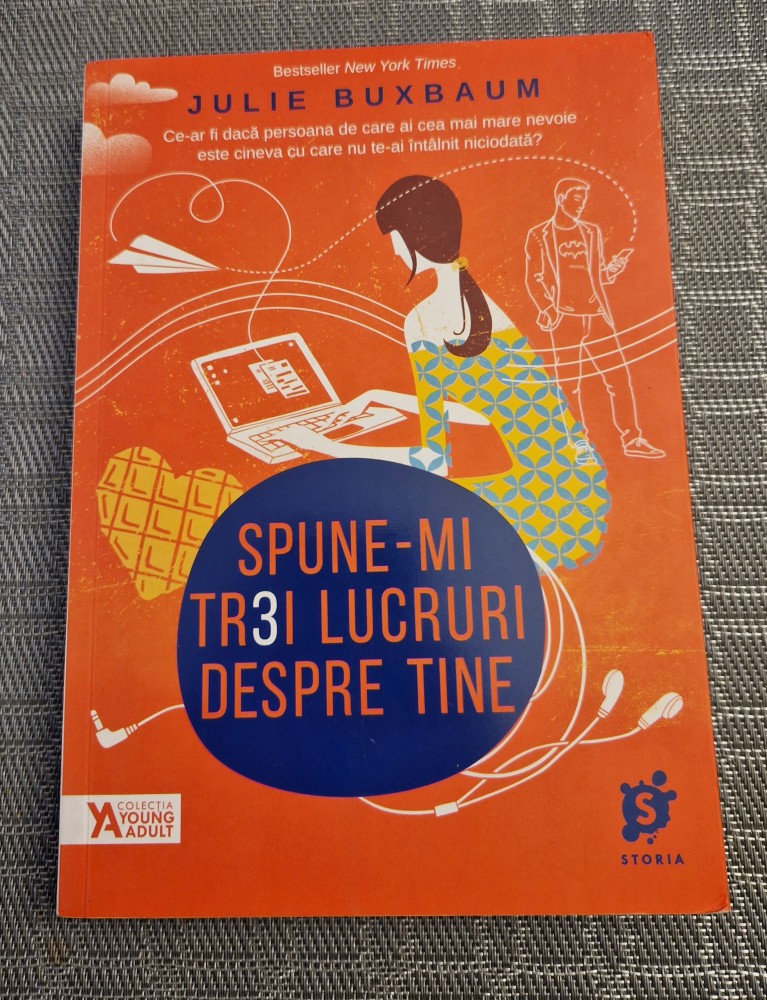 Bestseller New York Times
JULIE BUXBAUM
Ce-ar fi dacă persoana de care ai cea mai mare nevoie
este cineva cu care nu te-ai întâlnit niciodată?
SPUNE-MI
TR3I LUCRURI
DESPRE TINE
YA
COLECȚIA
YOUNG
ADULT
S
STORIA